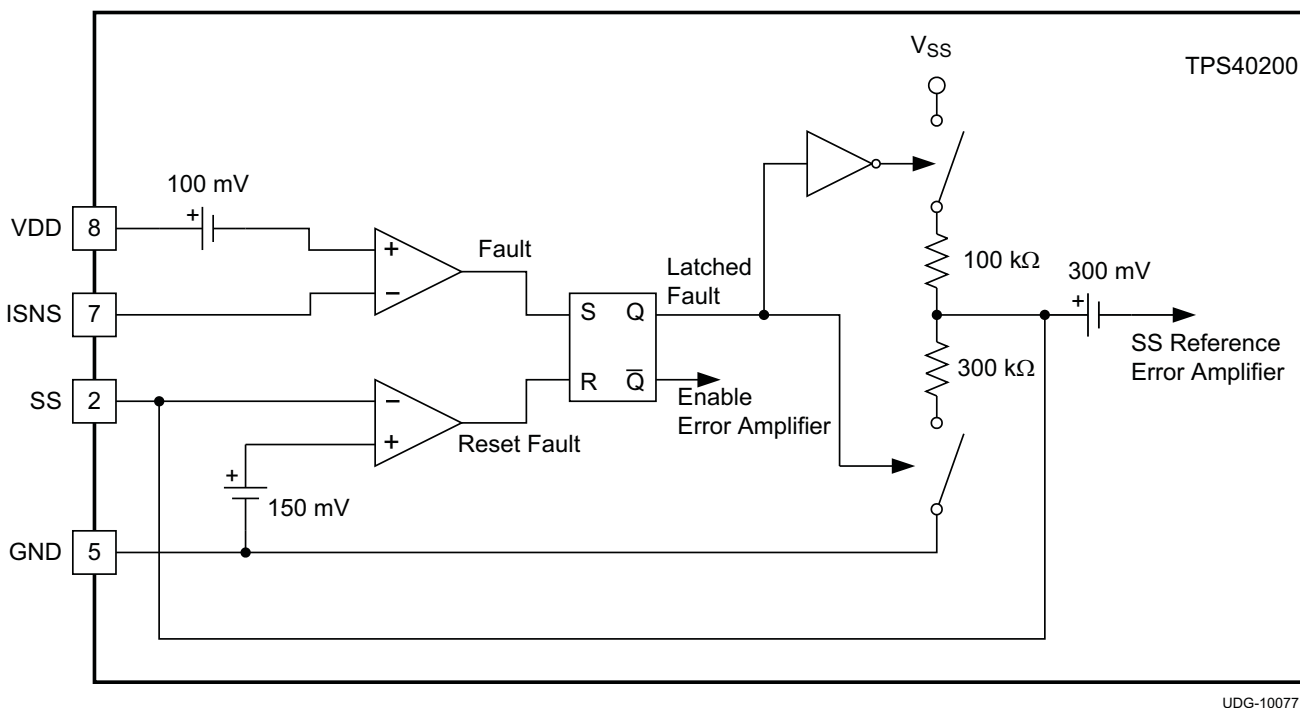 V_SS
TPS40200
100 mV
+
VDD 8
+
Fault
Latched
Fault
100 kΩ
300 mV
+
ISNS 7
−
S Q
SS Reference
Error Amplifier
300 kΩ
SS 2
−
R Q̅
Enable
Error Amplifier
+
Reset Fault
+
150 mV
GND 5
UDG-10077